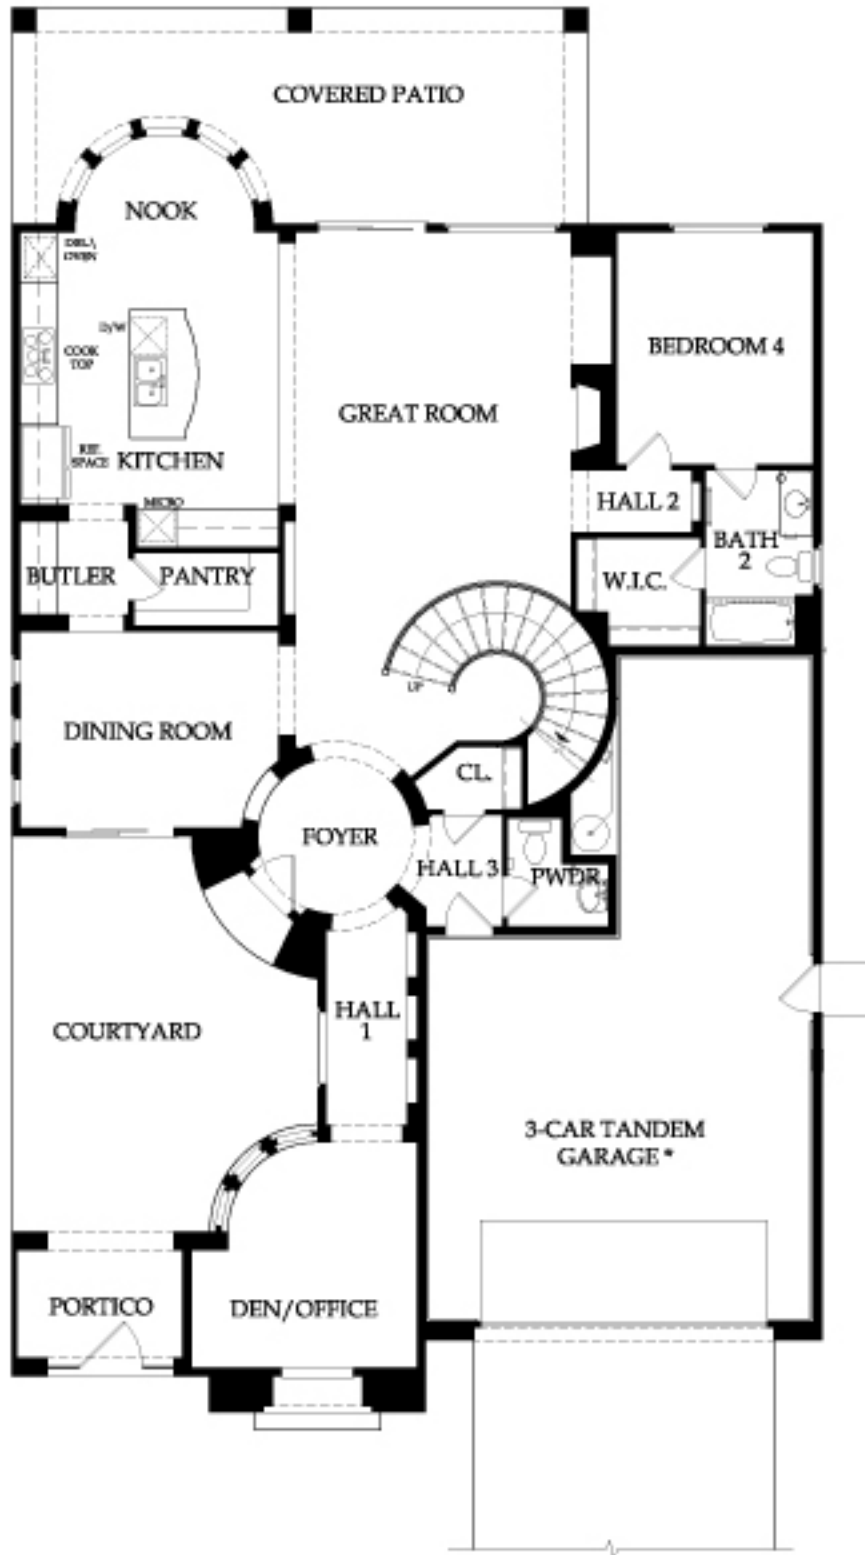 COVERED PATIO
NOOK
DBL.
OVEN
D/W
COOK
TOP
BEDROOM 4
GREAT ROOM
REF.
SPACE
KITCHEN
MICRO
HALL 2
BATH
2
BUTLER
PANTRY
W.I.C.
UP
DINING ROOM
CL.
FOYER
HALL 3
PWDR.
HALL
1
COURTYARD
3-CAR TANDEM
GARAGE *
PORTICO
DEN/OFFICE